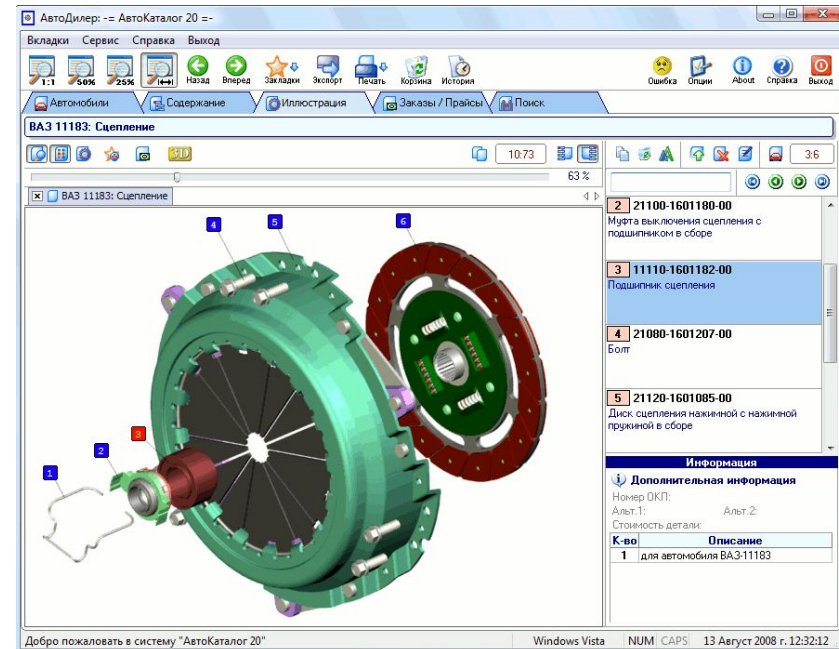 АвтоДилер: -= АвтоКаталог 20 =-
Вкладки Сервис Справка Выход
1:1 50% 25% Назад Вперед Закладки Экспорт Печать Корзина История Ошибка Опции About Справка Выход
Автомобили Содержание Иллюстрация Заказы / Прайсы Поиск
ВАЗ 11183: Сцепление
3D 10:73 3:6
63 %
ВАЗ 11183: Сцепление
1
2
3
4
5
6
2 21100-1601180-00
Муфта выключения сцепления с
подшипником в сборе
3 11110-1601182-00
Подшипник сцепления
4 21080-1601207-00
Болт
5 21120-1601085-00
Диск сцепления нажимной с нажимной
пружиной в сборе
Информация
Дополнительная информация
Номер ОКП:
Альт.1: Альт.2:
Стоимость детали:
К-во Описание
1 для автомобиля ВАЗ-11183
Добро пожаловать в систему "АвтоКаталог 20" Windows Vista NUM CAPS 13 Август 2008 г. 12:32:12